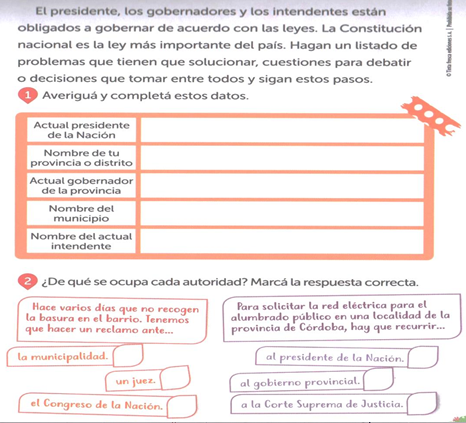 El presidente, los gobernadores y los intendentes están
obligados a gobernar de acuerdo con las leyes. La Constitución
nacional es la ley más importante del país. Hagan un listado de
problemas que tienen que solucionar, cuestiones para debatir
o decisiones que tomar entre todos y sigan estos pasos.
1 Averiguá y completá estos datos.
Actual presidente
de la Nación
Nombre de tu
provincia o distrito
Actual gobernador
de la provincia
Nombre del
municipio
Nombre del actual
intendente
2 ¿De qué se ocupa cada autoridad? Marcá la respuesta correcta.
Hace varios días que no recogen
la basura en el barrio. Tenemos
que hacer un reclamo ante...
la municipalidad.
un juez.
el Congreso de la Nación.
Para solicitar la red eléctrica para el
alumbrado público en una localidad de la
provincia de Córdoba, hay que recurrir...
al presidente de la Nación.
al gobierno provincial.
a la Corte Suprema de Justicia.